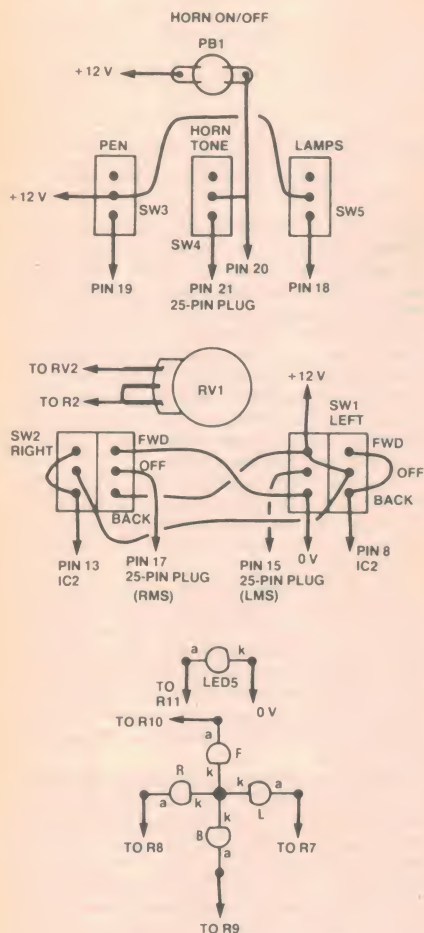 HORN ON/OFF
PB1
+ 12 V
PEN
HORN
TONE
LAMPS
+12 V
SW3
SW4
SW5
PIN 19
PIN 21
25-PIN PLUG
PIN 20
PIN 18
TO RV2
TO R2
RV1
+ 12 V
SW1
LEFT
SW2
RIGHT
FWD
OFF
BACK
FWD
OFF
BACK
PIN 13
IC2
PIN 17
25-PIN PLUG
(RMS)
PIN 15
25-PIN PLUG
(LMS)
0 V
PIN 8
IC2
a
k
LED5
TO
R11
0 V
TO R10
a
F
k
R
a
k
k
a
L
B
k
a
TO R8
TO R7
TO R9